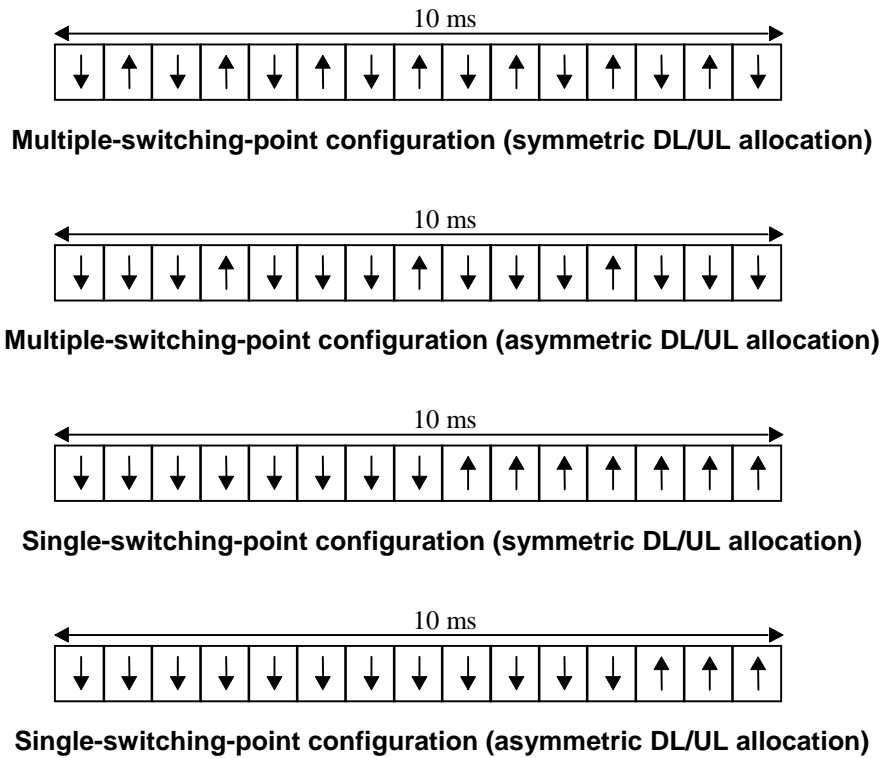 10 ms
Multiple-switching-point configuration (symmetric DL/UL allocation)
10 ms
Multiple-switching-point configuration (asymmetric DL/UL allocation)
10 ms
Single-switching-point configuration (symmetric DL/UL allocation)
10 ms
Single-switching-point configuration (asymmetric DL/UL allocation)